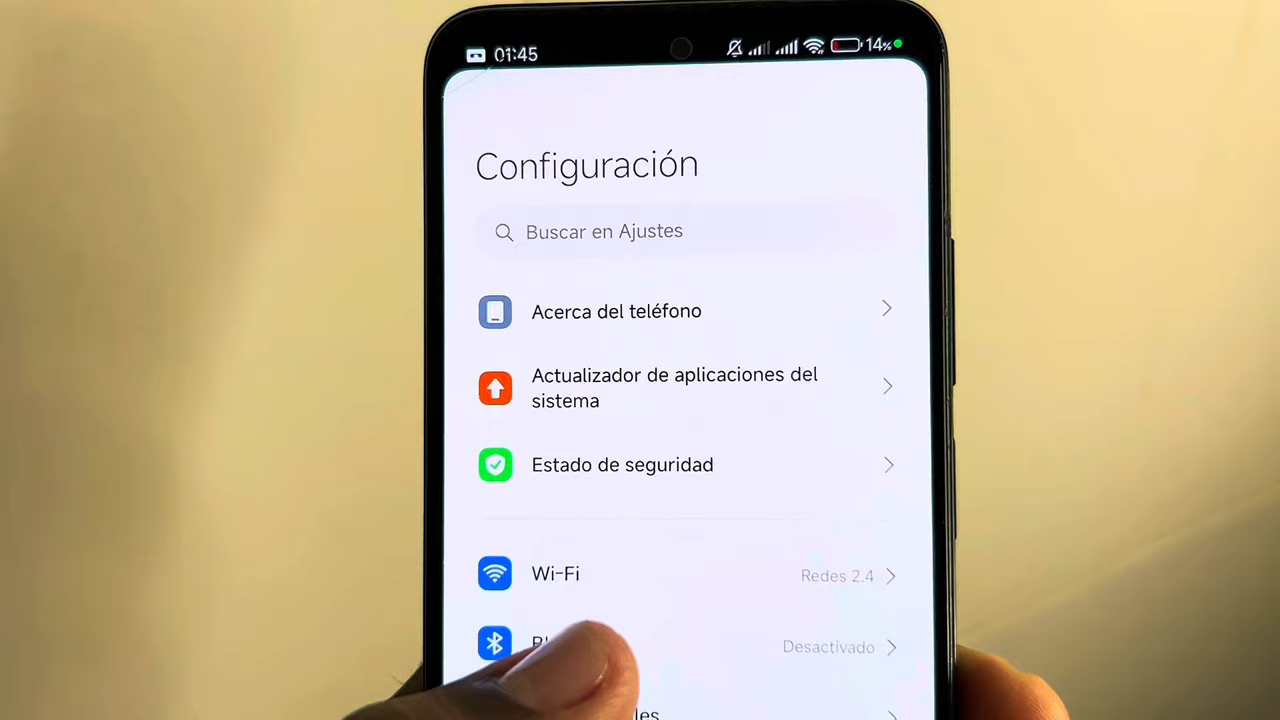 01:45
14%
Configuración
Buscar en Ajustes
Acerca del teléfono
Actualizador de aplicaciones del
sistema
Estado de seguridad
Wi-Fi
Redes 2.4
Desactivado